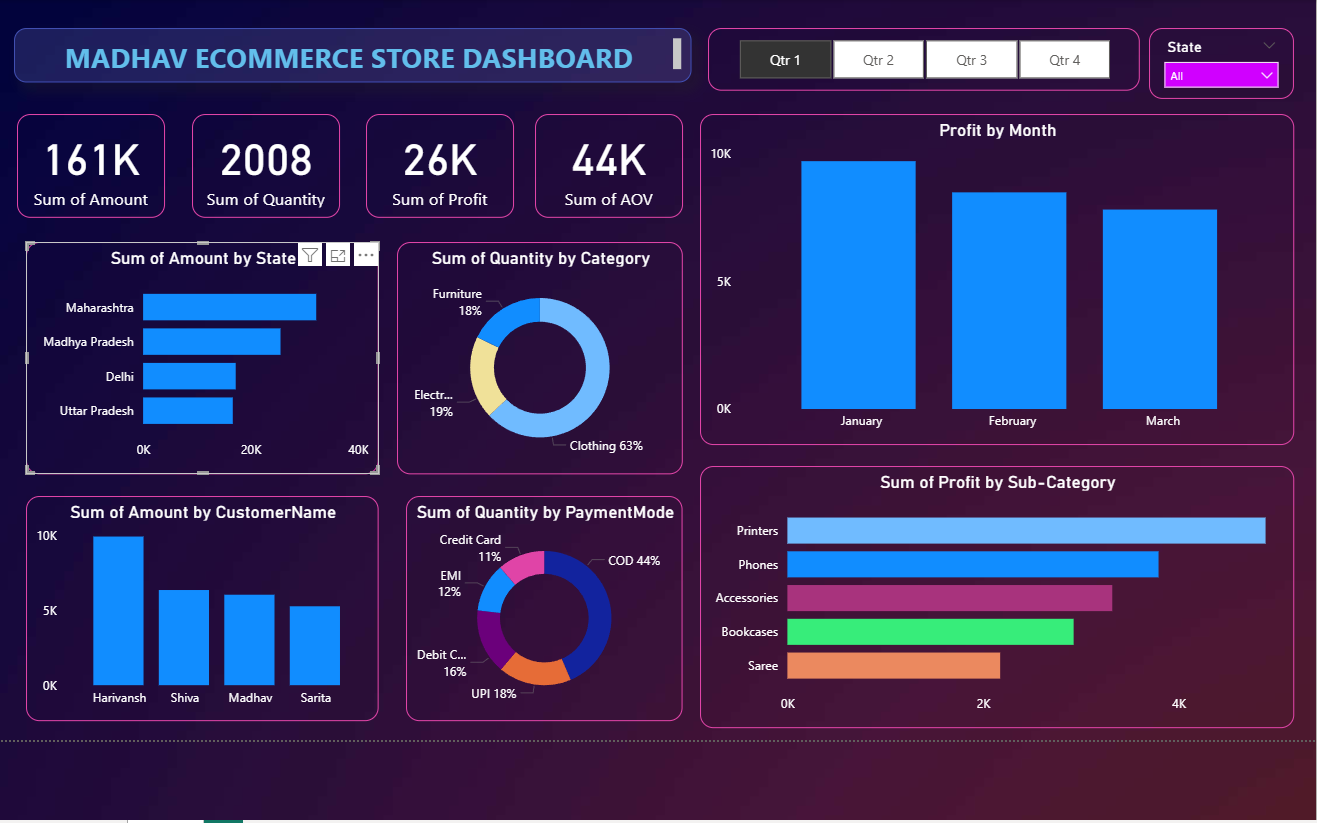 MADHAV ECOMMERCE STORE DASHBOARD
Qtr 1
Qtr 2
Qtr 3
Qtr 4
State
All
161K
Sum of Amount
2008
Sum of Quantity
26K
Sum of Profit
44K
Sum of AOV
Profit by Month
10K
5K
0K
January
February
March
Sum of Amount by State
Maharashtra
Madhya Pradesh
Delhi
Uttar Pradesh
0K
20K
40K
Sum of Quantity by Category
Furniture
18%
Electr...
19%
Clothing 63%
Sum of Profit by Sub-Category
Printers
Phones
Accessories
Bookcases
Saree
0K
2K
4K
Sum of Amount by CustomerName
10K
5K
0K
Harivansh
Shiva
Madhav
Sarita
Sum of Quantity by PaymentMode
Credit Card
11%
COD 44%
EMI
12%
Debit C...
16%
UPI 18%